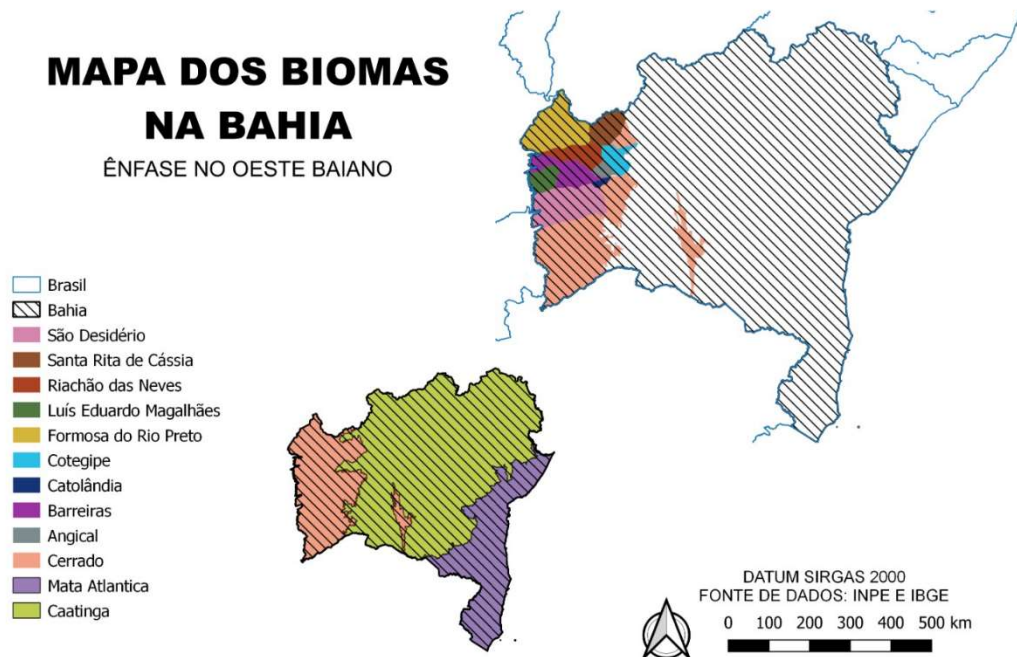 MAPA DOS BIOMAS
NA BAHIA
ÊNFASE NO OESTE BAIANO
Brasil
Bahia
São Desidério
Santa Rita de Cássia
Riachão das Neves
Luís Eduardo Magalhães
Formosa do Rio Preto
Cotegipe
Catolândia
Barreiras
Angical
Cerrado
Mata Atlantica
Caatinga
DATUM SIRGAS 2000
FONTE DE DADOS: INPE E IBGE
0 100 200 300 400 500 km